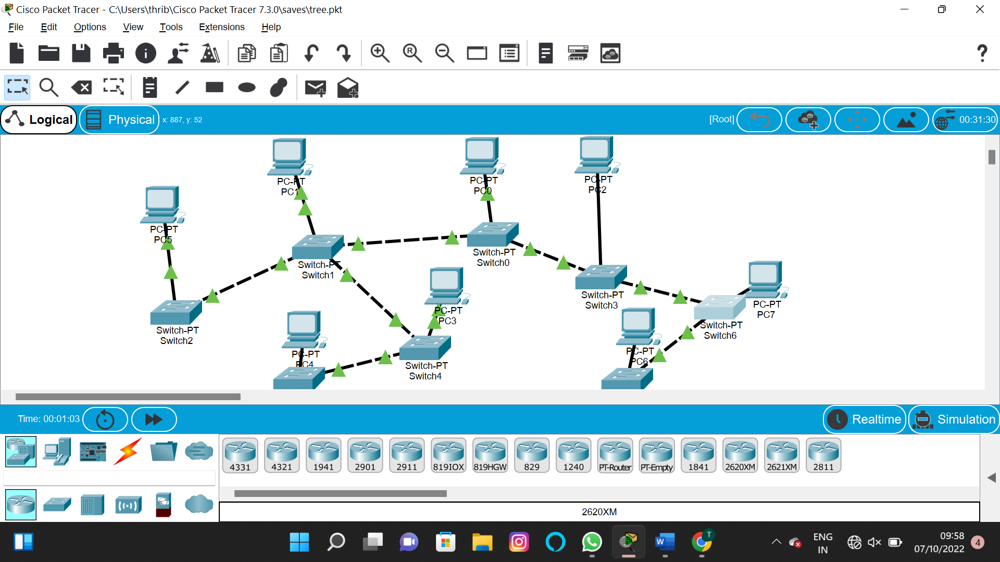 Cisco Packet Tracer - C:\Users\thrib\Cisco Packet Tracer 7.3.0\saves\tree.pkt
File Edit Options View Tools Extensions Help
R
Logical Physical x: 887, y: 52 [Root] 00:31:30
PC-PT
PC1
PC-PT
PC0
PC-PT
PC2
PC-PT
PC5
Switch-PT
Switch0
Switch-PT
Switch1
Switch-PT
Switch3
PC-PT
PC3
PC-PT
PC7
Switch-PT
Switch2
Switch-PT
Switch6
PC-PT
PC4
PC-PT
PC6
Switch-PT
Switch4
Time: 00:01:03 Realtime Simulation
4331 4321 1941 2901 2911 819IOX 819HGW 829 1240 PT-Router PT-Empty 1841 2620XM 2621XM 2811
2620XM
ENG
IN
09:58
07/10/2022
4
W
T